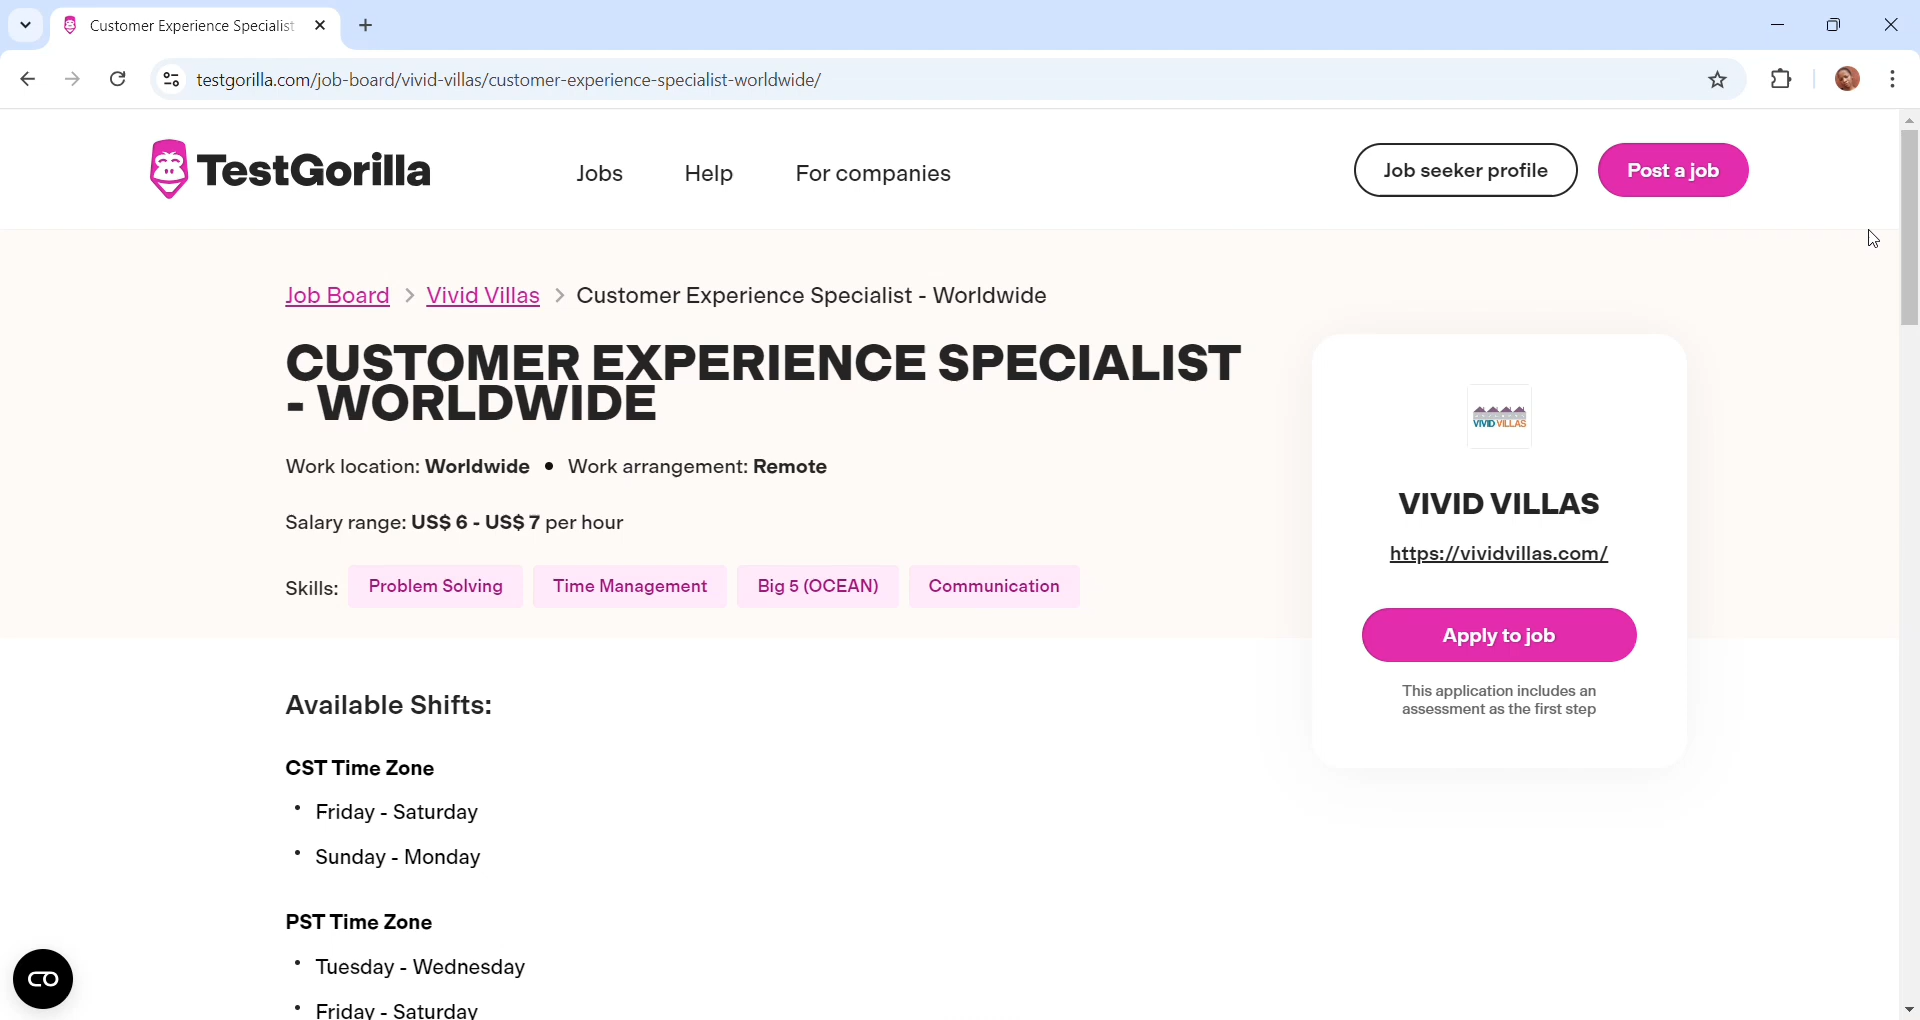 Customer Experience Specialist
testgorilla.com/job-board/vivid-villas/customer-experience-specialist-worldwide/
TestGorilla
Jobs
Help
For companies
Job seeker profile
Post a job
Job Board > Vivid Villas > Customer Experience Specialist - Worldwide
CUSTOMER EXPERIENCE SPECIALIST
- WORLDWIDE
Work location: Worldwide • Work arrangement: Remote
Salary range: US$ 6 - US$ 7 per hour
Skills: Problem Solving Time Management Big 5 (OCEAN) Communication
VIVID VILLAS
VIVID VILLAS
https://vividvillas.com/
Apply to job
This application includes an
assessment as the first step
Available Shifts:
CST Time Zone
• Friday - Saturday
• Sunday - Monday
PST Time Zone
• Tuesday - Wednesday
• Friday - Saturday